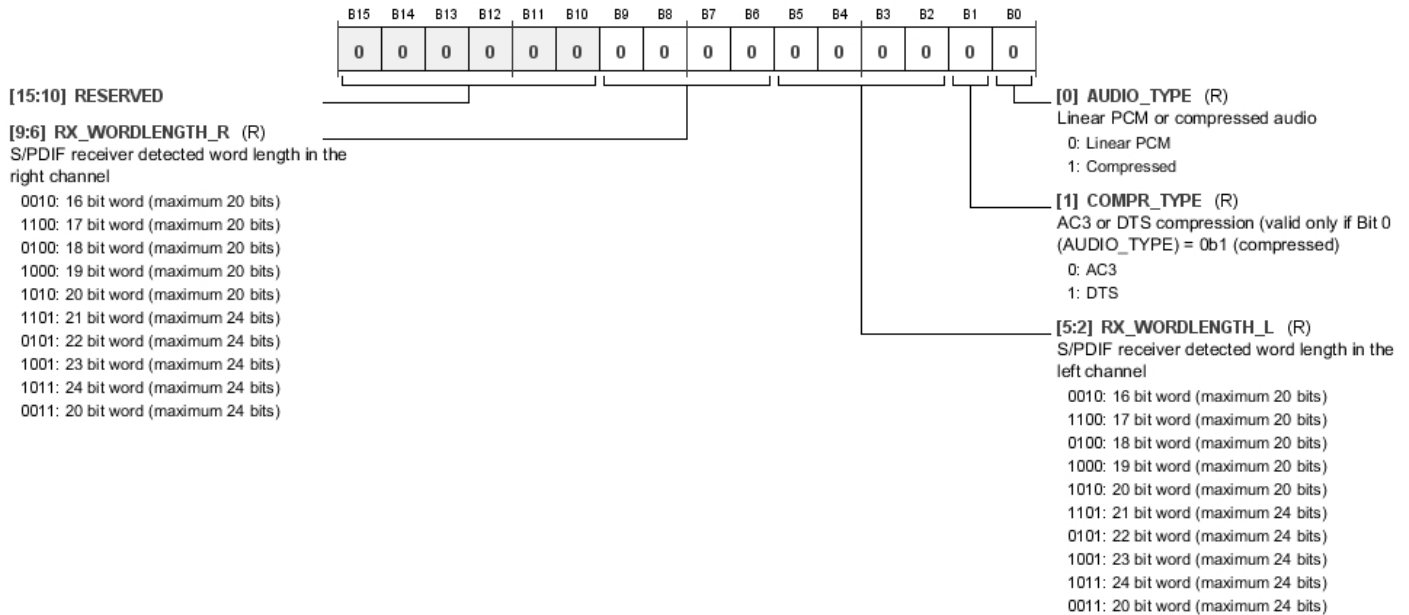 B15 B14 B13 B12 B11 B10 B9 B8 B7 B6 B5 B4 B3 B2 B1 B0
0 0 0 0 0 0 0 0 0 0 0 0 0 0 0 0
[15:10] RESERVED
[9:6] RX_WORDLENGTH_R (R)
S/PDIF receiver detected word length in the
right channel
0010: 16 bit word (maximum 20 bits)
1100: 17 bit word (maximum 20 bits)
0100: 18 bit word (maximum 20 bits)
1000: 19 bit word (maximum 20 bits)
1010: 20 bit word (maximum 20 bits)
1101: 21 bit word (maximum 24 bits)
0101: 22 bit word (maximum 24 bits)
1001: 23 bit word (maximum 24 bits)
1011: 24 bit word (maximum 24 bits)
0011: 20 bit word (maximum 24 bits)
[0] AUDIO_TYPE (R)
Linear PCM or compressed audio
0: Linear PCM
1: Compressed
[1] COMPR_TYPE (R)
AC3 or DTS compression (valid only if Bit 0
(AUDIO_TYPE) = 0b1 (compressed)
0: AC3
1: DTS
[5:2] RX_WORDLENGTH_L (R)
S/PDIF receiver detected word length in the
left channel
0010: 16 bit word (maximum 20 bits)
1100: 17 bit word (maximum 20 bits)
0100: 18 bit word (maximum 20 bits)
1000: 19 bit word (maximum 20 bits)
1010: 20 bit word (maximum 20 bits)
1101: 21 bit word (maximum 24 bits)
0101: 22 bit word (maximum 24 bits)
1001: 23 bit word (maximum 24 bits)
1011: 24 bit word (maximum 24 bits)
0011: 20 bit word (maximum 24 bits)